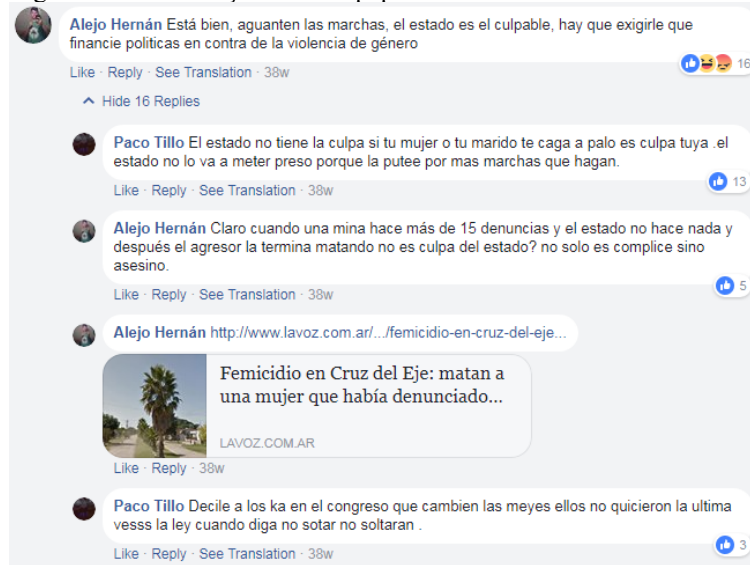 Alejo Hernán Está bien, aguanten las marchas, el estado es el culpable, hay que exigirle que
financie politicas en contra de la violencia de género
Like · Reply · See Translation · 38w
16
Hide 16 Replies
Paco Tillo El estado no tiene la culpa si tu mujer o tu marido te caga a palo es culpa tuya .el
estado no lo va a meter preso porque la putee por mas marchas que hagan.
13
Like · Reply · See Translation · 38w
Alejo Hernán Claro cuando una mina hace más de 15 denuncias y el estado no hace nada y
después el agresor la termina matando no es culpa del estado? no solo es complice sino
asesino.
5
Like · Reply · See Translation · 38w
Alejo Hernán http://www.lavoz.com.ar/.../femicidio-en-cruz-del-eje...
Femicidio en Cruz del Eje: matan a
una mujer que había denunciado...
LAVOZ.COM.AR
Like · Reply · 38w
Paco Tillo Decile a los ka en el congreso que cambien las meyes ellos no quicieron la ultima
vesss la ley cuando diga no sotar no soltaran .
3
Like · Reply · See Translation · 38w